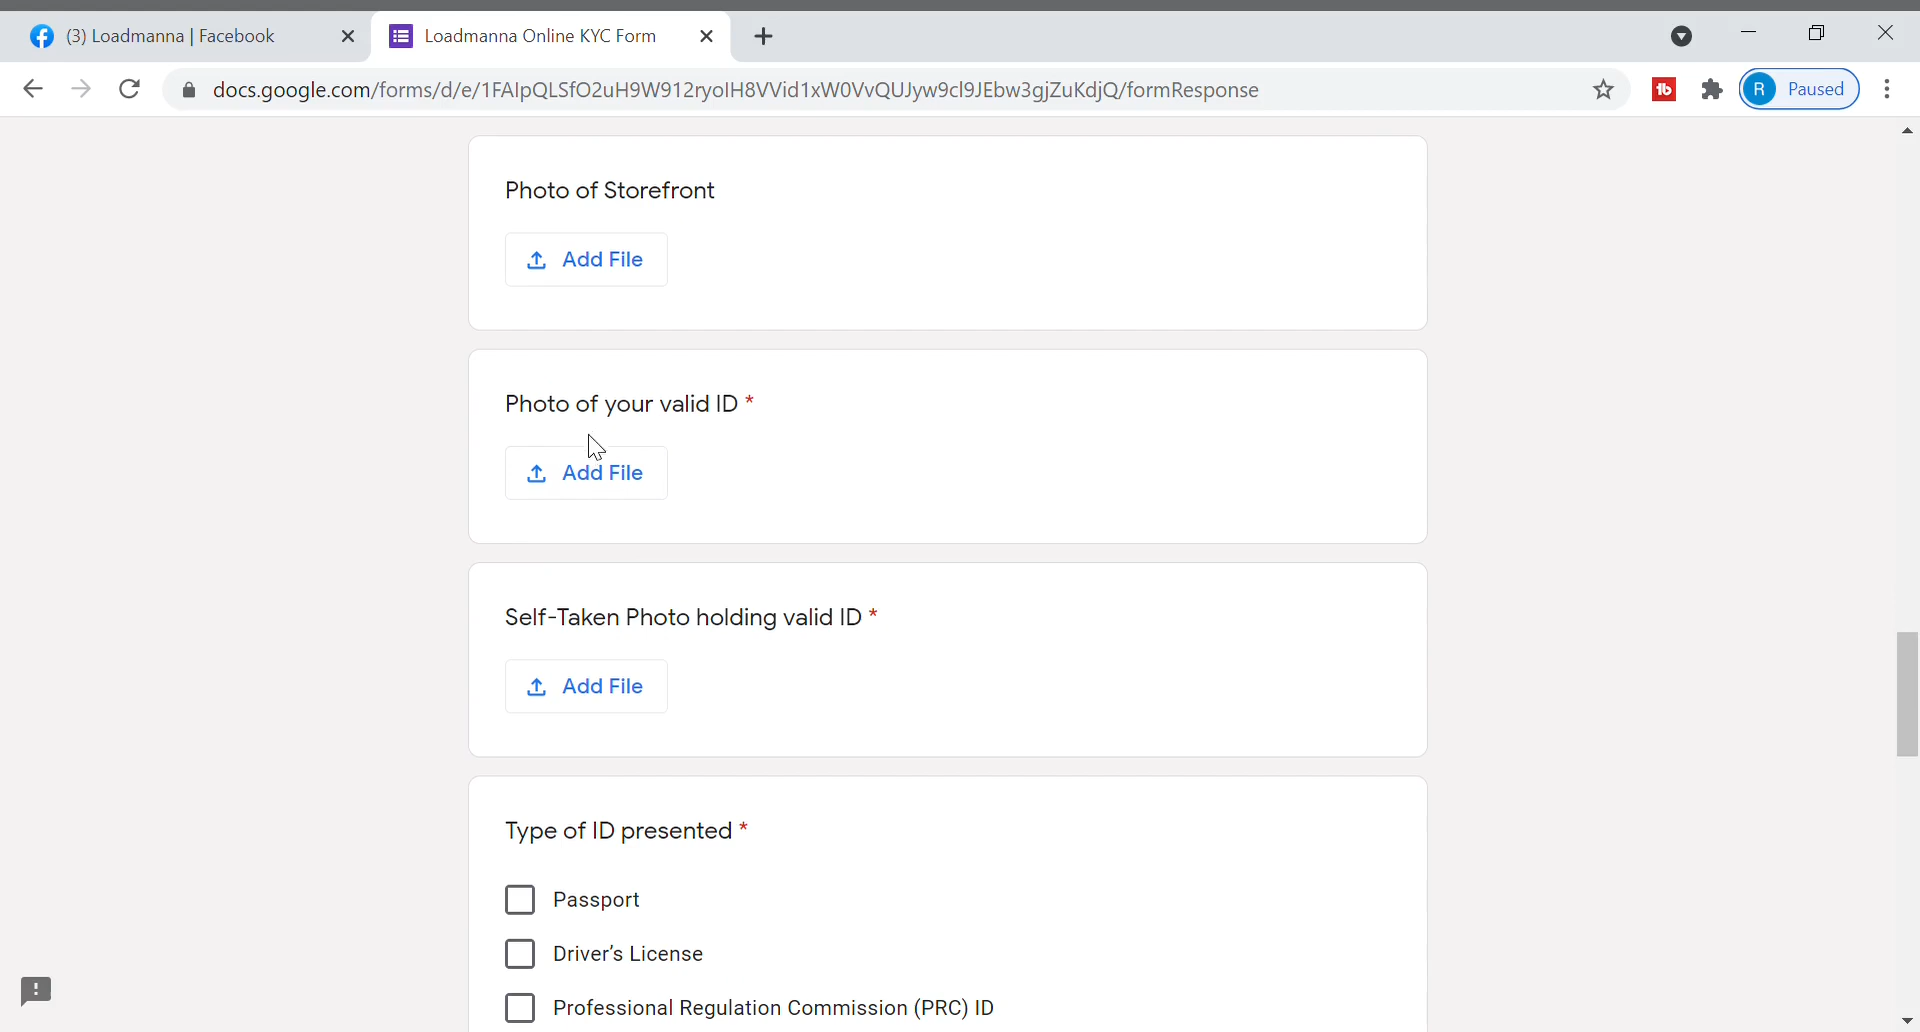 (3) Loadmanna | Facebook
Loadmanna Online KYC Form
docs.google.com/forms/d/e/1FAIpQLSfO2uH9W912ryoIH8VVid1xW0VvQUJyw9cl9JEbw3gjZuKdjQ/formResponse
R Paused
Photo of Storefront
Add File
Photo of your valid ID *
Add File
Self-Taken Photo holding valid ID *
Add File
Type of ID presented *
Passport
Driver's License
Professional Regulation Commission (PRC) ID